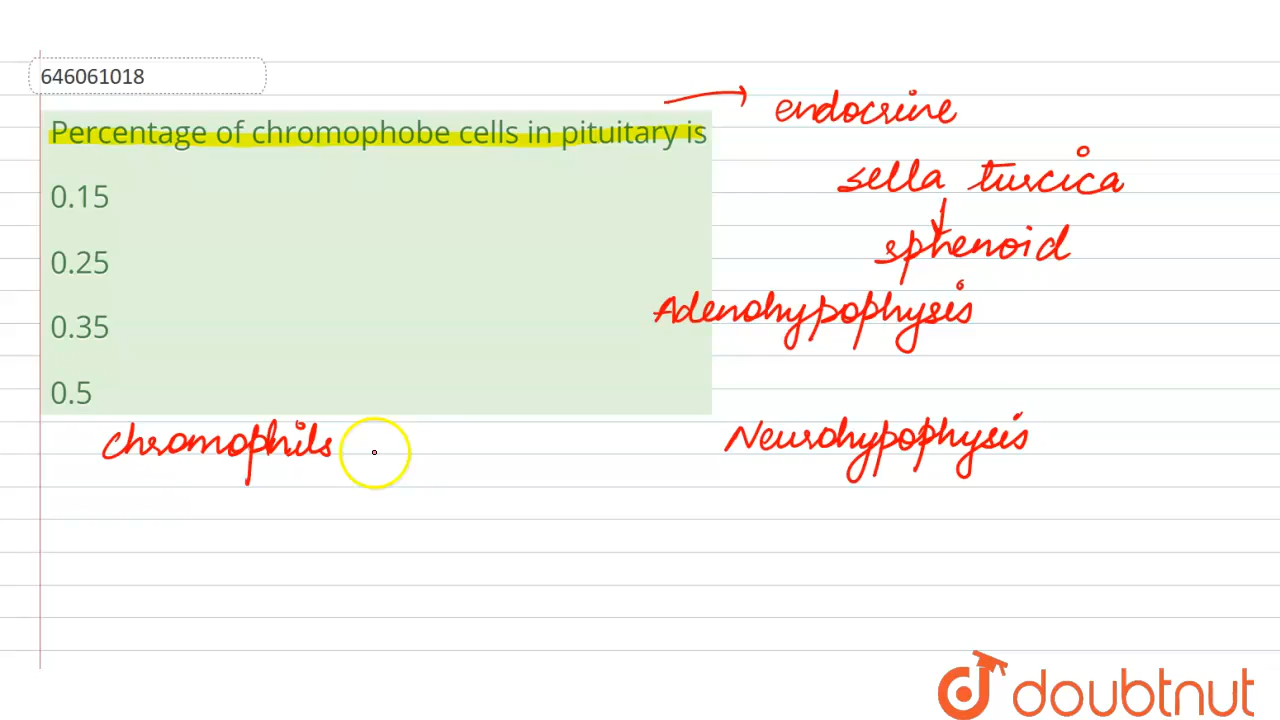 646061018
Percentage of chromophobe cells in pituitary is
0.15
0.25
0.35
0.5
endocrine
sella turcica
sphenoid
Adenohypophysis
Chromophils
Neurohypophysis
doubtnut